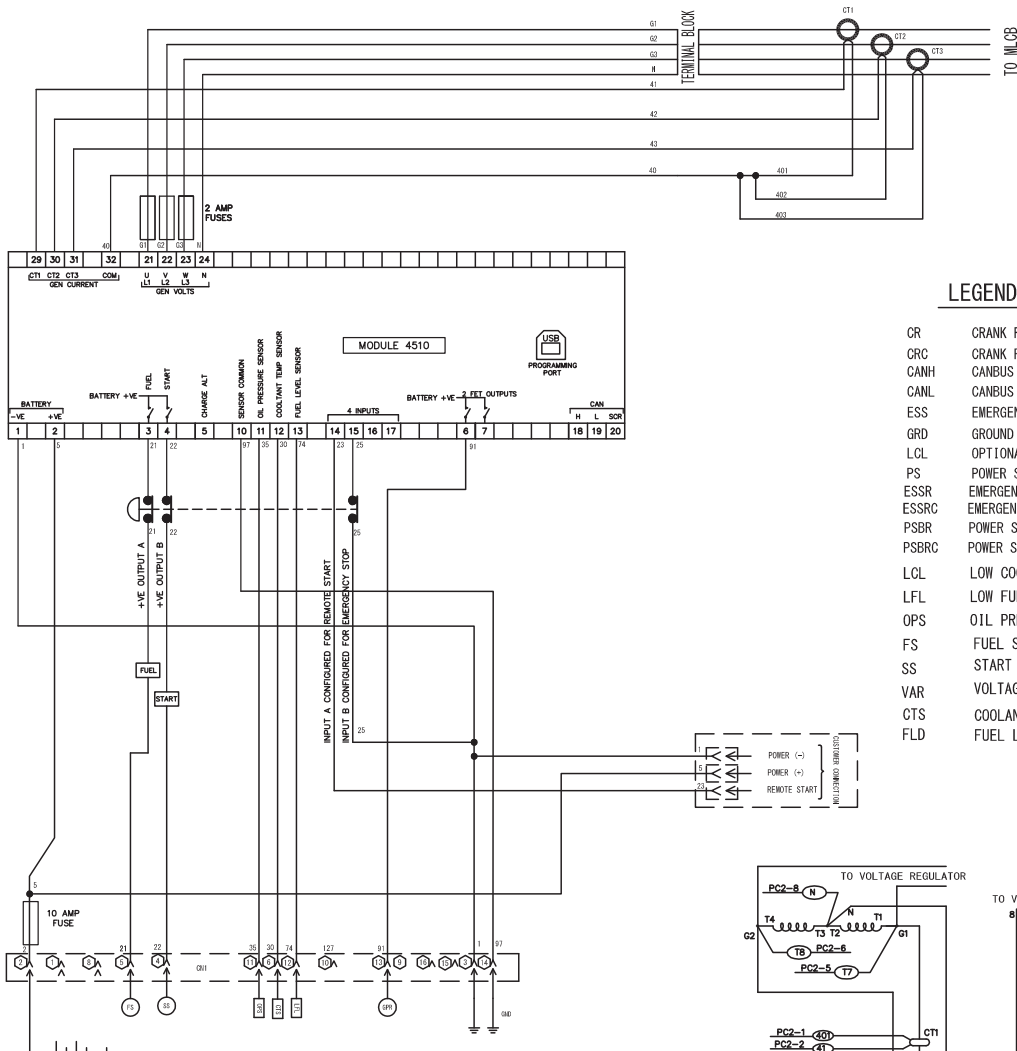 CT1
G1
CT2
G2
CT3
G3
N
TERMINAL BLOCK
TO MLCB
41
42
43
40
401
402
403
2 AMP
FUSES
40 G1 G2 G3 N
29 30 31 32 21 22 23 24
CT1 CT2 CT3 COM U V W N
L1 L2 L3
GEN CURRENT GEN VOLTS
MODULE 4510
USB
PROGRAMMING
PORT
BATTERY +VE
FUEL
START
CHARGE ALT
SENSOR COMMON
OIL PRESSURE SENSOR
COOLTANT TEMP SENSOR
FUEL LEVEL SENSOR
BATTERY +VE
2 FET OUTPUTS
BATTERY
-VE +VE
4 INPUTS
CAN
H L SCR
1 2 3 4 5 10 11 12 13 14 15 16 17 6 7 18 19 20
1 5 21 22 97 35 30 74 23 25 91
21 22 25
+VE OUTPUT A
+VE OUTPUT B
INPUT A CONFIGURED FOR REMOTE START
INPUT B CONFIGURED FOR EMERGENCY STOP
FUEL
START
25
LEGEND
CR CRANK
CRC CRANK
CANH CANBUS
CANL CANBUS
ESS EMERGEN
GRD GROUND
LCL OPTIONA
PS POWER S
ESSR EMERGEN
ESSRC EMERGEN
PSBR POWER S
PSBRC POWER S
LCL LOW COO
LFL LOW FUE
OPS OIL PR
FS FUEL S
SS START
VAR VOLTAG
CTS COOLAN
FLD FUEL L
1 POWER (-)
5 POWER (+)
23 REMOTE START
CUSTOMER CONNECTION
5
10 AMP
FUSE
2 21 22 35 30 74 127 91 1 97
2 1 8 5 4 CN1 11 6 12 10 13 9 16 15 3 14
FS SS OPS CTS LFL GPR GND
TO VOLTAGE REGULATOR
PC2-8 N
N
T4 T3 T2 T1
G2 G1
T8 PC2-6
PC2-5 T7
PC2-1 401 CT1
PC2-2 41
TO V
8